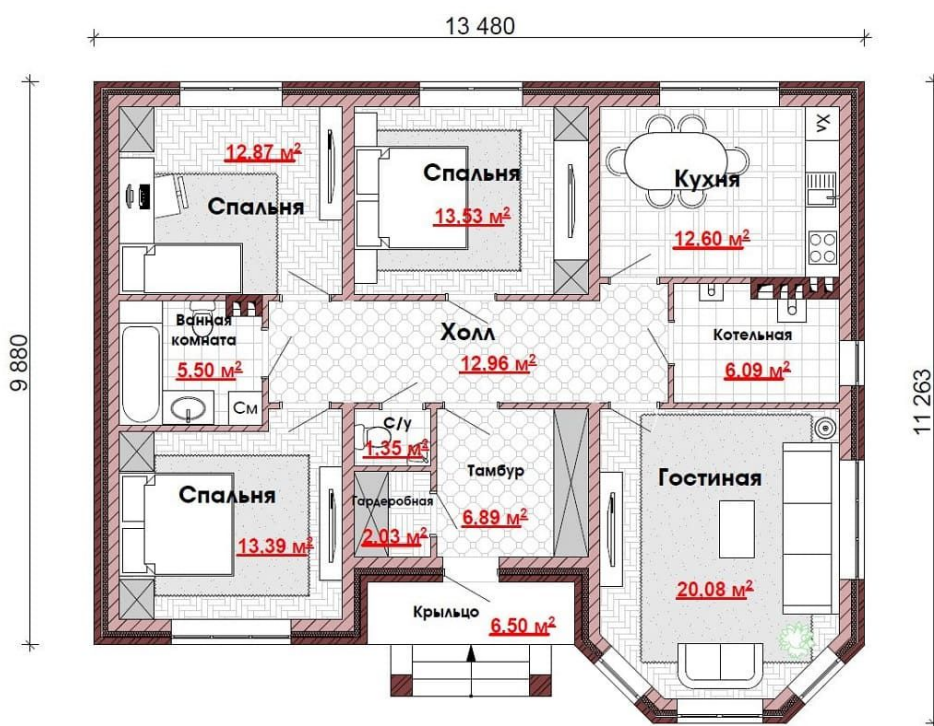 13 480
12.87 м²
Спальня
Спальня
13.53 м²
Кухня
12.60 м²
ХV
9 880
11 263
Ванная
комната
5.50 м²
См
Холл
12.96 м²
Котельная
6.09 м²
С/у
1.35 м²
Тамбур
6.89 м²
Гардеробная
2.03 м²
Спальня
13.39 м²
Гостиная
20.08 м²
Крыльцо
6.50 м²